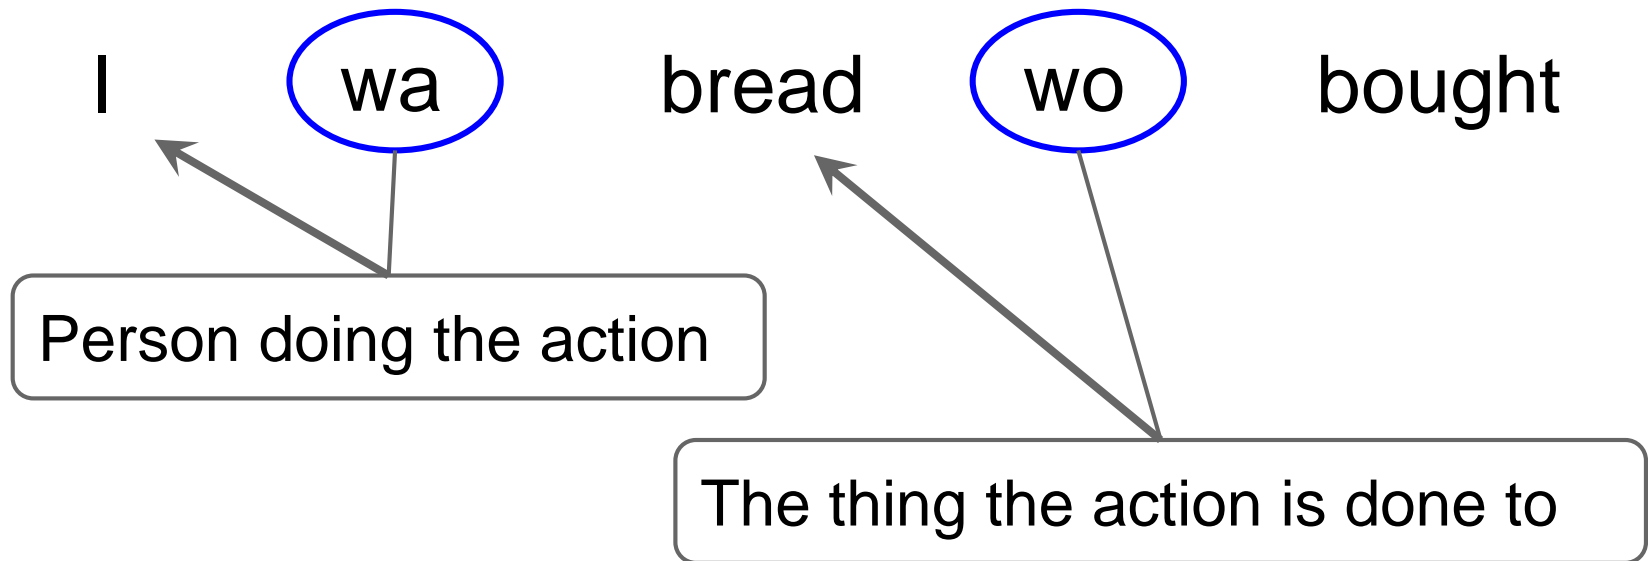 I wa bread wo bought
Person doing the action
The thing the action is done to